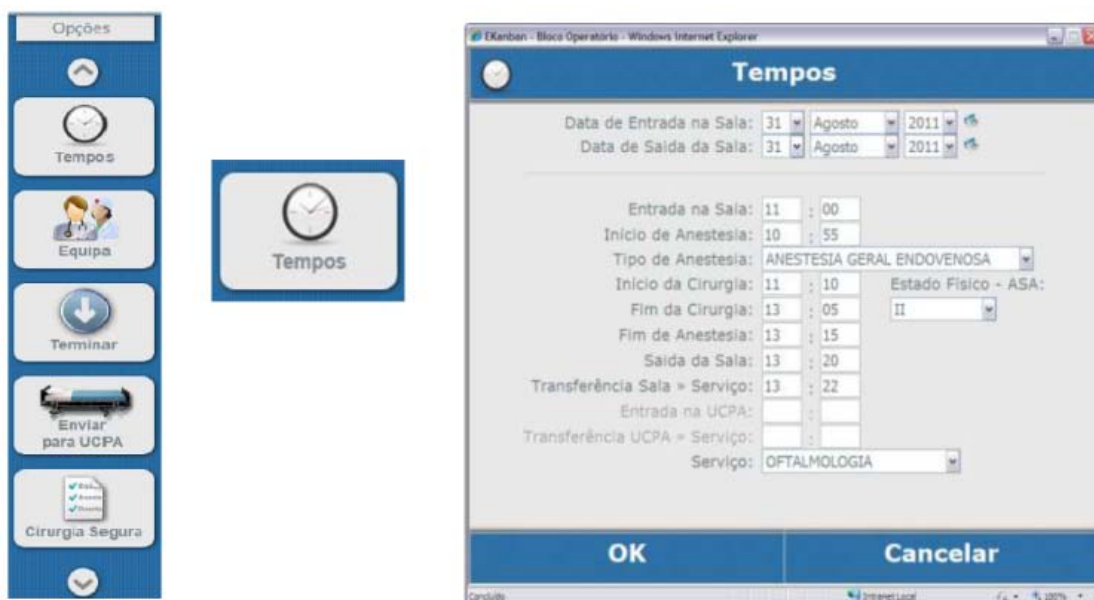 Opções
Tempos
Equipa
Terminar
Enviar
para UCPA
Cirurgia Segura
Tempos
EKanban - Bloco Operatório - Windows Internet Explorer
Tempos
Data de Entrada na Sala: 31 Agosto 2011
Data de Saida da Sala: 31 Agosto 2011
Entrada na Sala: 11 : 00
Início de Anestesia: 10 : 55
Tipo de Anestesia: ANESTESIA GERAL ENDOVENOSA
Início da Cirurgia: 11 : 10 Estado Físico - ASA:
Fim da Cirurgia: 13 : 05 II
Fim de Anestesia: 13 : 15
Saida da Sala: 13 : 20
Transferência Sala » Serviço: 13 : 22
Entrada na UCPA: :
Transferência UCPA » Serviço: :
Serviço: OFTALMOLOGIA
OK Cancelar
Concluído Intranet Local 100%